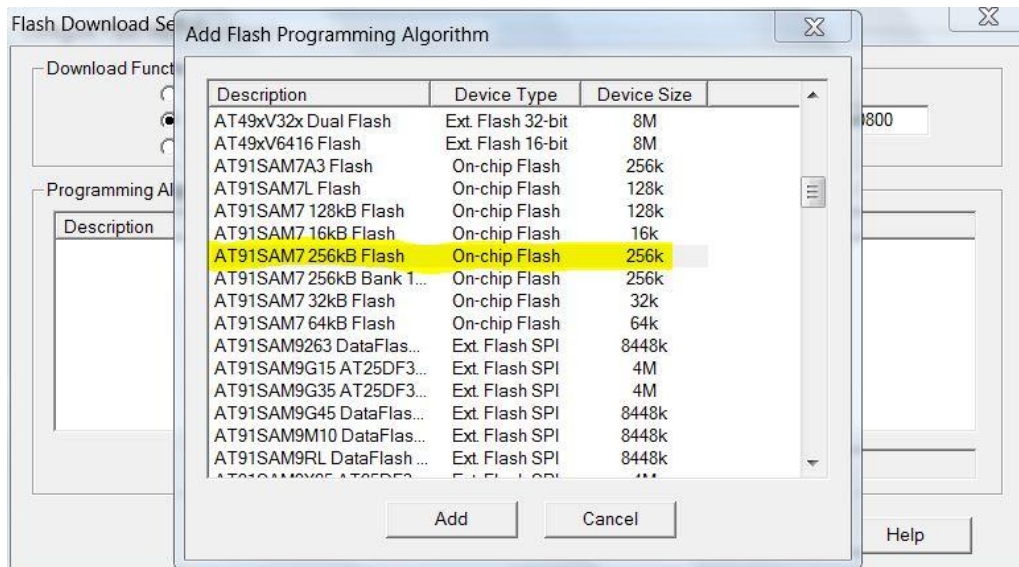 Flash Download Se
Add Flash Programming Algorithm
Download Funct
Description Device Type Device Size
AT49xV32x Dual Flash Ext. Flash 32-bit 8M
AT49xV6416 Flash Ext. Flash 16-bit 8M
AT91SAM7A3 Flash On-chip Flash 256k
AT91SAM7L Flash On-chip Flash 128k
AT91SAM7 128kB Flash On-chip Flash 128k
AT91SAM7 16kB Flash On-chip Flash 16k
AT91SAM7 256kB Flash On-chip Flash 256k
AT91SAM7 256kB Bank 1... On-chip Flash 256k
AT91SAM7 32kB Flash On-chip Flash 32k
AT91SAM7 64kB Flash On-chip Flash 64k
AT91SAM9263 DataFlas... Ext. Flash SPI 8448k
AT91SAM9G15 AT25DF3... Ext. Flash SPI 4M
AT91SAM9G35 AT25DF3... Ext. Flash SPI 4M
AT91SAM9G45 DataFlas... Ext. Flash SPI 8448k
AT91SAM9M10 DataFlas... Ext. Flash SPI 8448k
AT91SAM9RL DataFlash ... Ext. Flash SPI 8448k
0800
Programming Al
Description
Add Cancel
Help